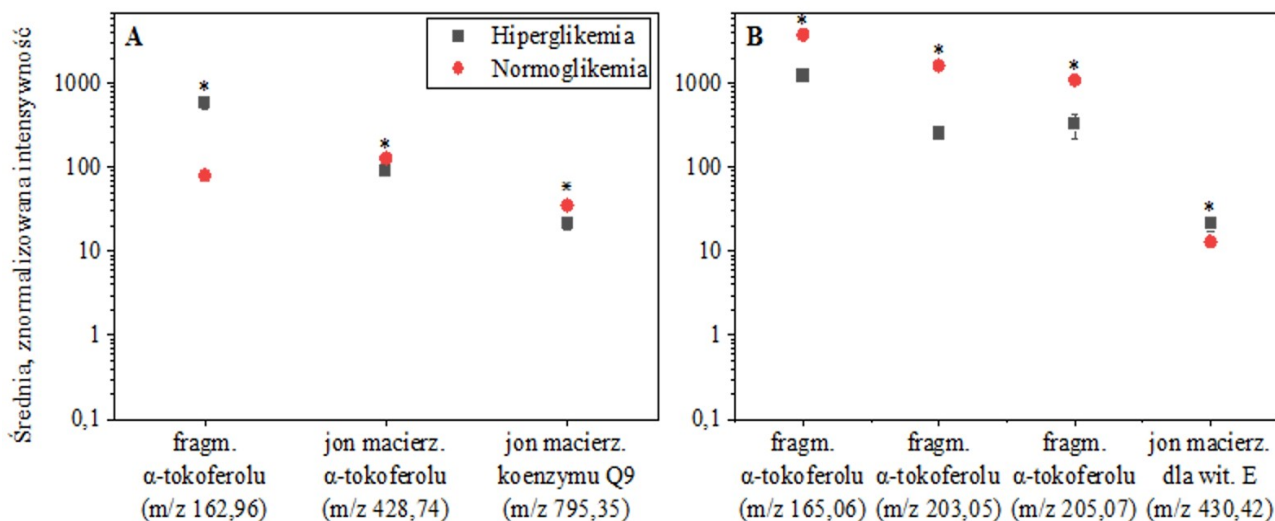 Średnia, znormalizowana intensywność
A
Hiperglikemia
Normoglikemia
1000
100
10
1
0,1
*
*
*
fragm.
α-tokoferolu
(m/z 162,96)
jon macierz.
α-tokoferolu
(m/z 428,74)
jon macierz.
koenzymu Q9
(m/z 795,35)
B
1000
100
10
1
0,1
*
*
*
*
fragm.
α-tokoferolu
(m/z 165,06)
fragm.
α-tokoferolu
(m/z 203,05)
fragm.
α-tokoferolu
(m/z 205,07)
jon macierz.
dla wit. E
(m/z 430,42)